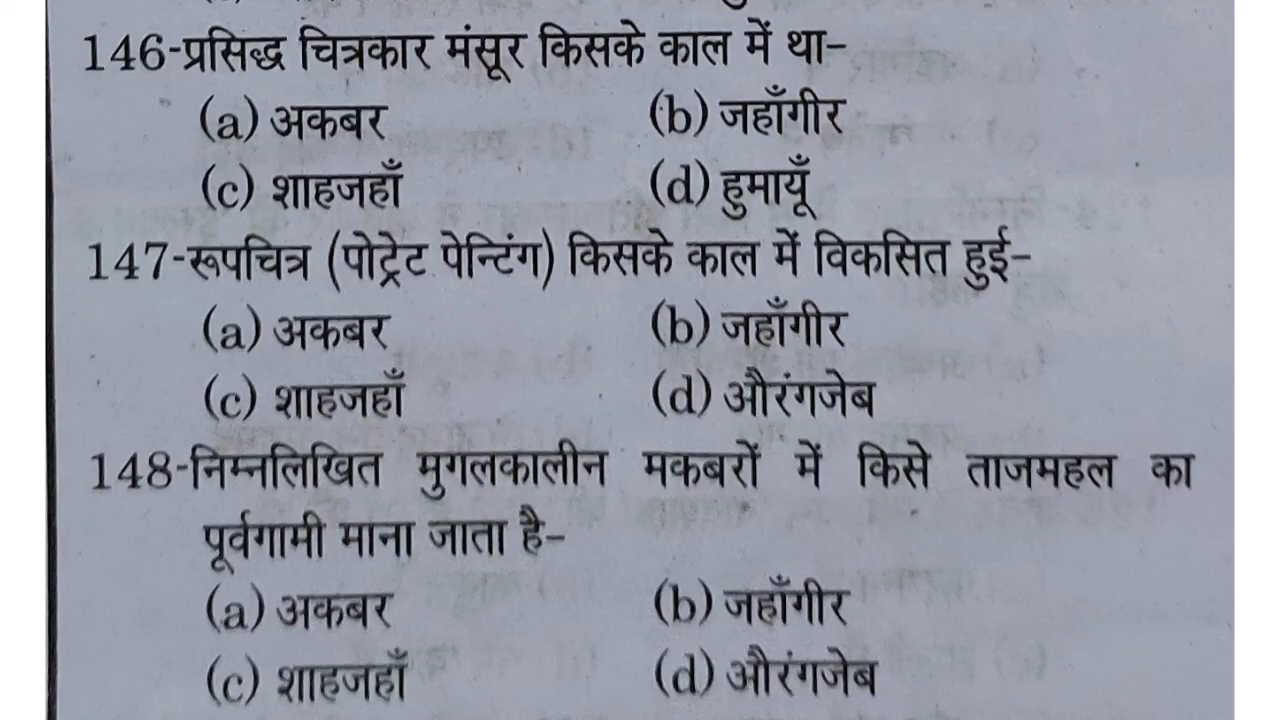 146-प्रसिद्ध चित्रकार मंसूर किसके काल में था-
(a) अकबर (b) जहाँगीर
(c) शाहजहाँ (d) हुमायूँ
147-रूपचित्र (पोट्रेट पेन्टिंग) किसके काल में विकसित हुई-
(a) अकबर (b) जहाँगीर
(c) शाहजहाँ (d) औरंगजेब
148-निम्नलिखित मुगलकालीन मकबरों में किसे ताजमहल का
पूर्वगामी माना जाता है-
(a) अकबर (b) जहाँगीर
(c) शाहजहाँ (d) औरंगजेब